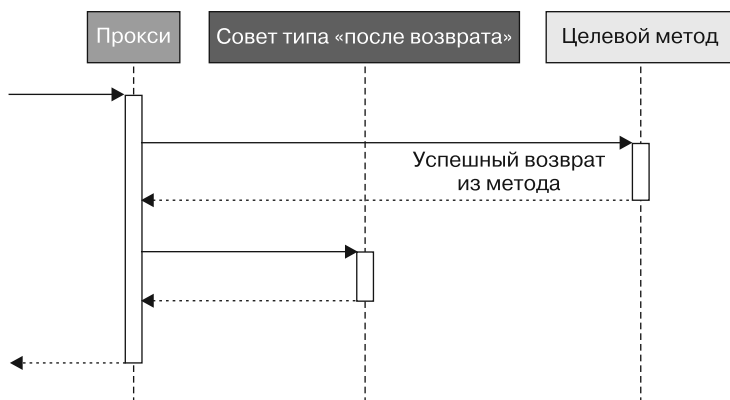 Прокси
Совет типа «после возврата»
Целевой метод
Успешный возврат
из метода